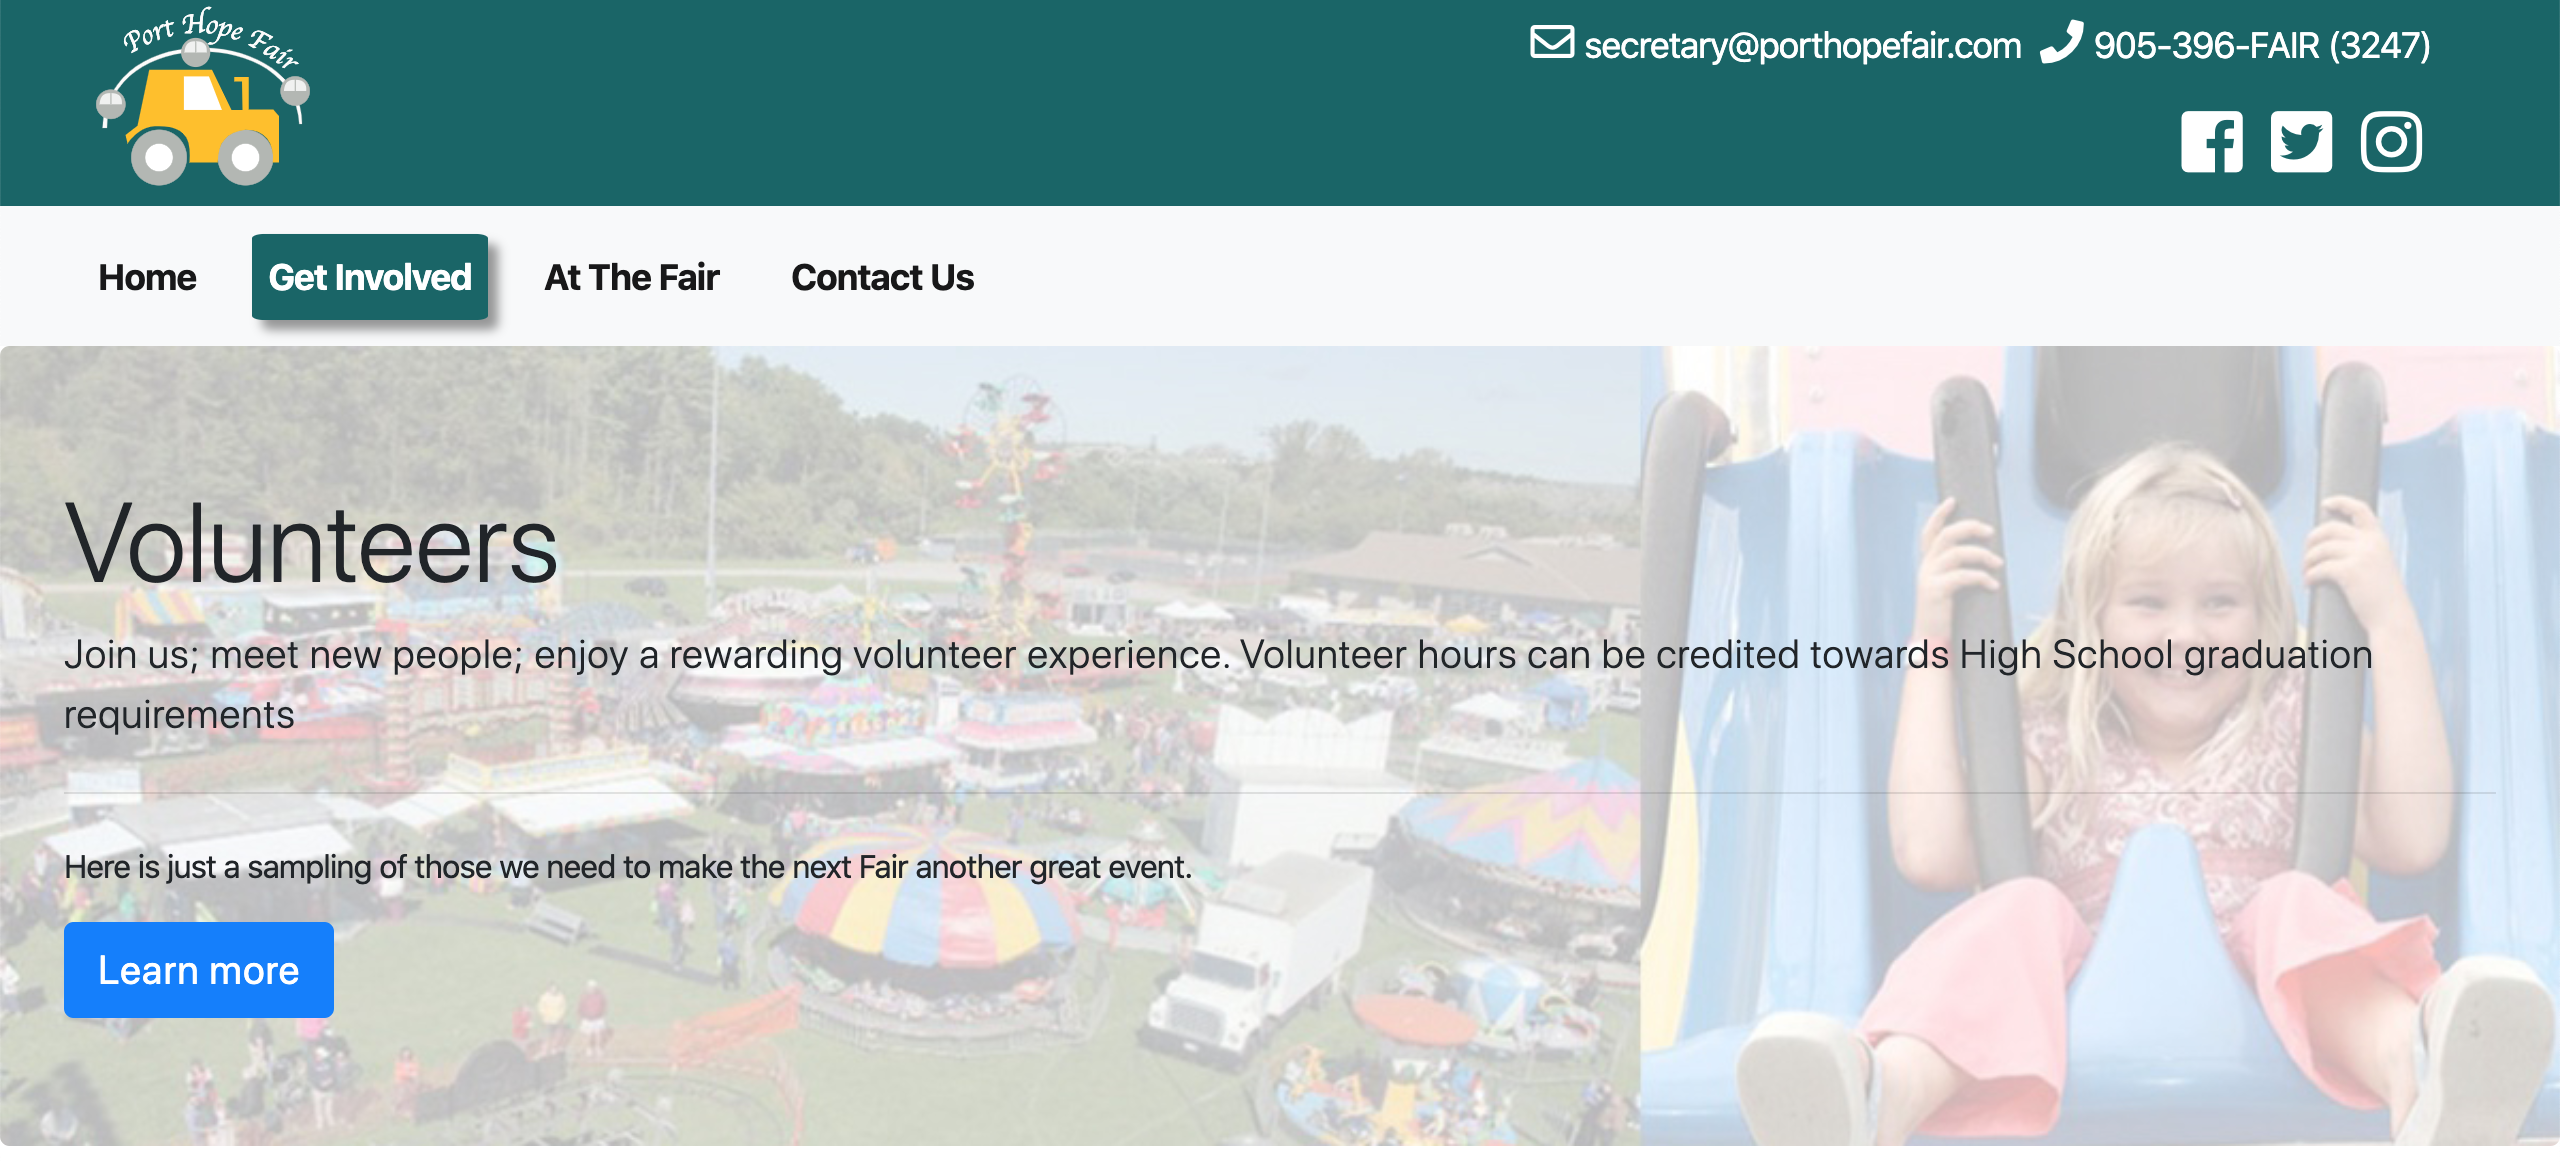 Port Hope Fair
secretary@porthopefair.com 905-396-FAIR (3247)
Home Get Involved At The Fair Contact Us
Volunteers
Join us; meet new people; enjoy a rewarding volunteer experience. Volunteer hours can be credited towards High School graduation
requirements
Here is just a sampling of those we need to make the next Fair another great event.
Learn more